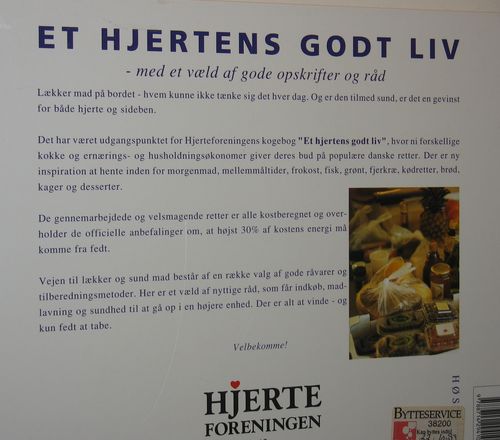 ET HJERTENS GODT LIV
- med et væld af gode opskrifter og råd
Lækker mad på bordet - hvem kunne ikke tænke sig det hver dag. Og er den tilmed sund, er det en gevinst
for både hjerte og sideben.
Det har været udgangspunktet for Hjerteforeningens kogebog "Et hjertens godt liv", hvor ni forskellige
kokke og ernærings- og husholdningsøkonomer giver deres bud på populære danske retter. Der er ny
inspiration at hente inden for morgenmad, mellemmåltider, frokost, fisk, grønt, fjerkræ, kødretter, brød,
kager og desserter.
De gennemarbejdede og velsmagende retter er alle kostberegnet og over-
holder de officielle anbefalinger om, at højst 30% af kostens energi må
komme fra fedt.
Vejen til lækker og sund mad består af en række valg af gode råvarer og
tilberedningsmetoder. Her er et væld af nyttige råd, som får indkøb, mad-
lavning og sundhed til at gå op i en højere enhed. Der er alt at vinde - og
kun fedt at tabe.
Velbekomme!
HJERTE
FORENINGEN
HØS
BYTTESERVICE
38200
Kan byttes indtil